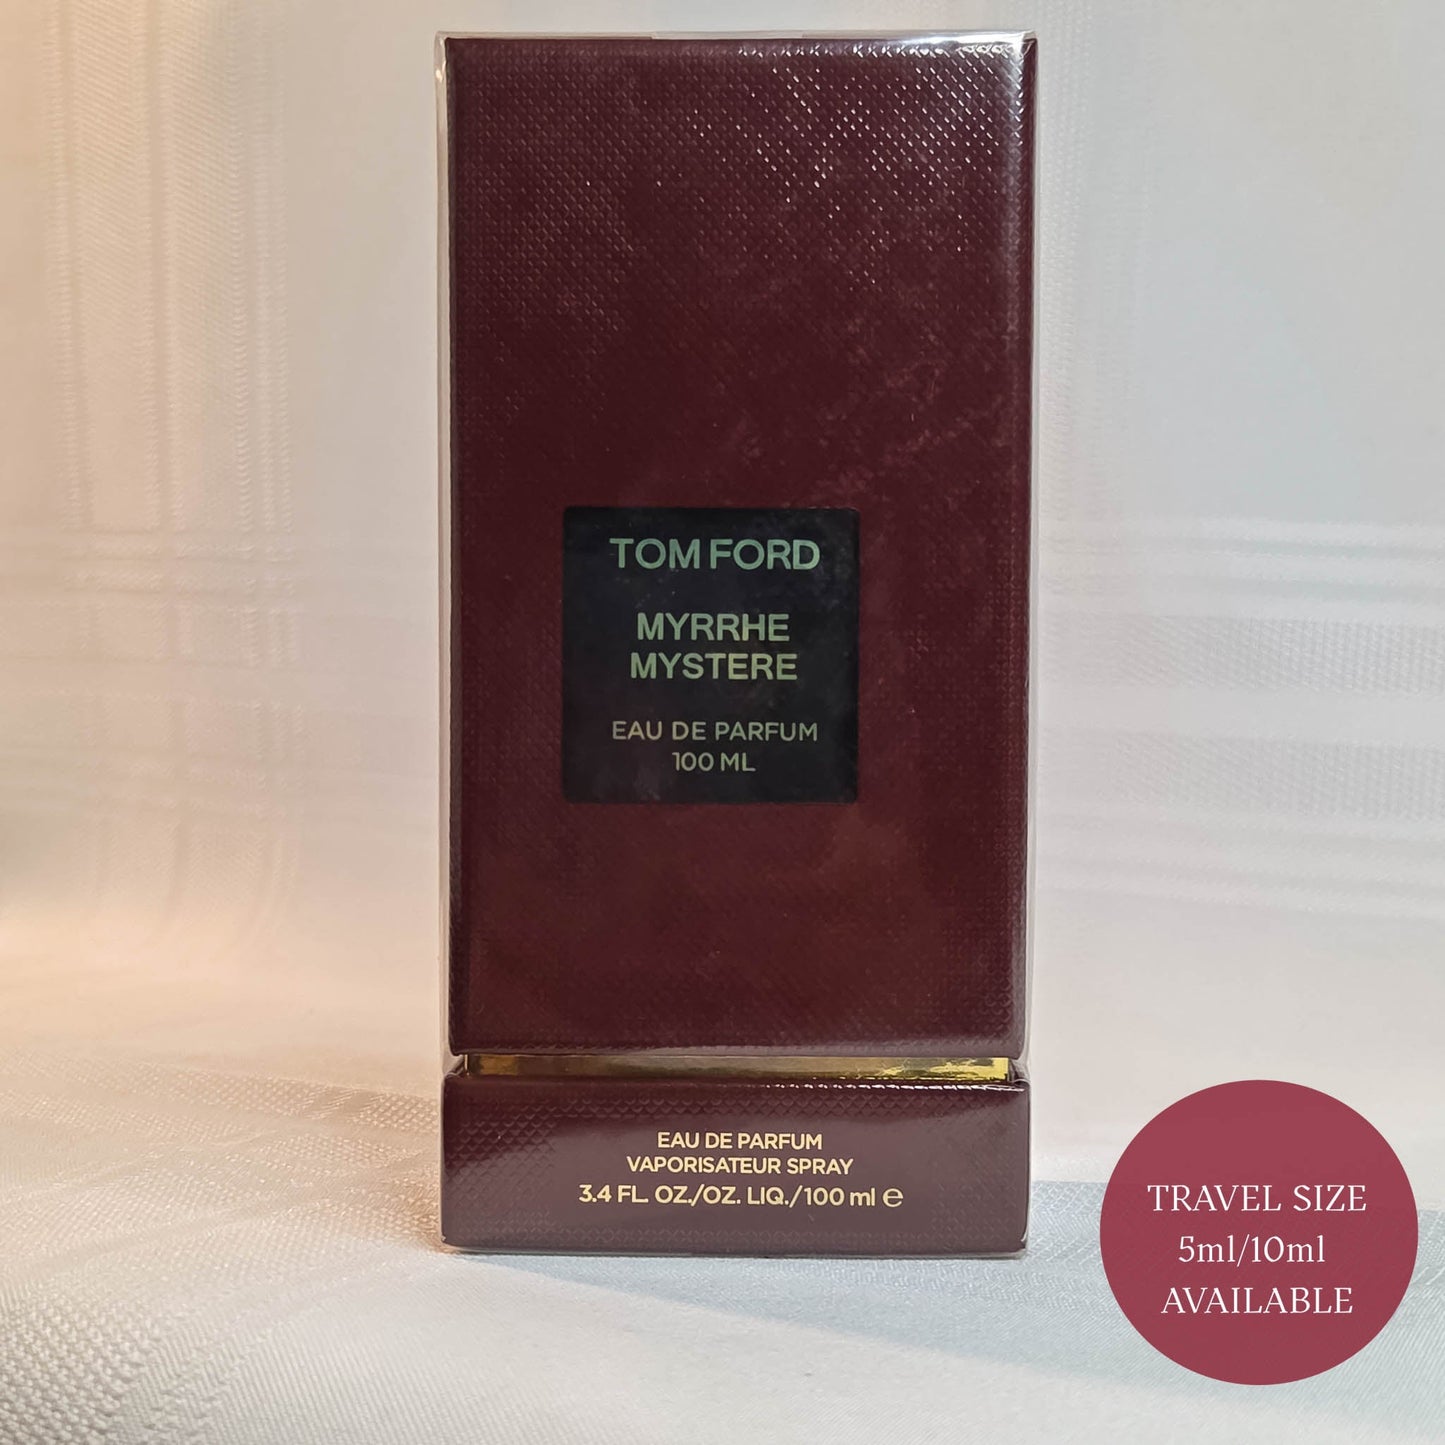 TOM FORD
MYRRHE
MYSTERE
EAU DE PARFUM
100 ML
EAU DE PARFUM
VAPORISATEUR SPRAY
3.4 FL. OZ./OZ. LIQ./100 ml ℮
TRAVEL SIZE
5ml/10ml
AVAILABLE